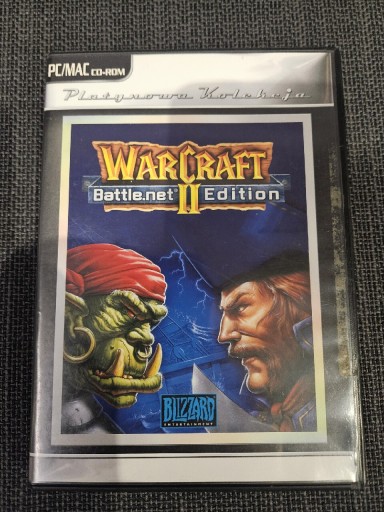 PC/MAC CD-ROM
Platynowa Kolekcja
WARCRAFT
Battle.net II Edition
BLIZZARD
ENTERTAINMENT